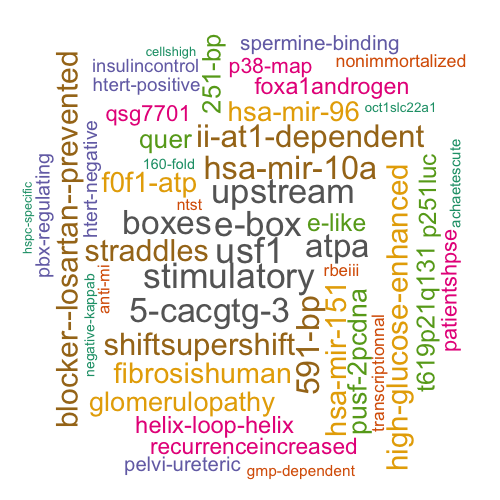 cellshigh
spermine-binding
insulincontrol
251-bp
p38-map
nonimmortalized
htert-positive
foxa1androgen
qsg7701
hsa-mir-96
oct1slc22a1
quer
ii-at1-dependent
160-fold
hsa-mir-10a
f0f1-atp
upstream
ntst
boxes
e-box
e-like
straddles
usf1
atpa
stimulatory
rbeiii
5-cacgtg-3
hspc-specific
pbx-regulating
blocker--losartan--prevented
htert-negative
negative-kappab
anti-mi
591-bp
hsa-mir-151
pusf-2pcdna
transcriptionnal
high-glucose-enhanced
t619p21q131
p251luc
patientshpse
achaetescute
shiftsupershift
fibrosishuman
glomerulopathy
helix-loop-helix
recurrenceincreased
pelvi-ureteric
gmp-dependent